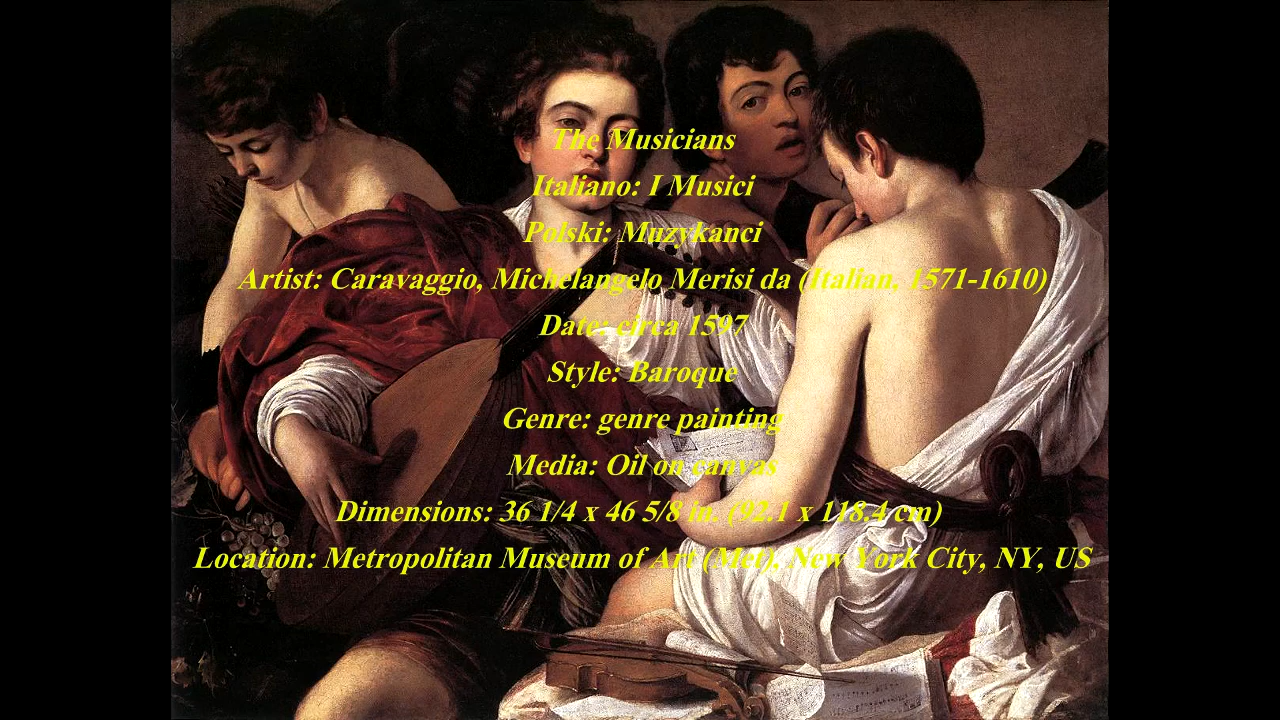 The Musicians
Italiano: I Musici
Polski: Muzykanci
Artist: Caravaggio, Michelangelo Merisi da (Italian, 1571-1610)
Date: circa 1597
Style: Baroque
Genre: genre painting
Media: Oil on canvas
Dimensions: 36 1/4 x 46 5/8 in. (92.1 x 118.4 cm)
Location: Metropolitan Museum of Art (Met), New York City, NY, US